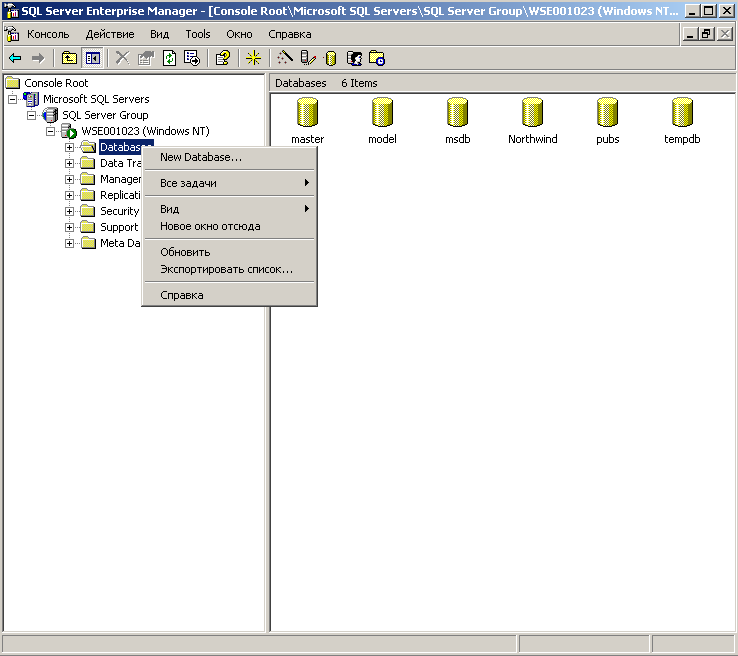 SQL Server Enterprise Manager - [Console Root\Microsoft SQL Servers\SQL Server Group\WSE001023 (Windows NT...
Консоль Действие Вид Tools Окно Справка
Console Root
Microsoft SQL Servers
SQL Server Group
WSE001023 (Windows NT)
Databases
Data Tra
Manager
Replicati
Security
Support
Meta Da
New Database...
Все задачи
Вид
Новое окно отсюда
Обновить
Экспортировать список...
Справка
Databases 6 Items
master model msdb Northwind pubs tempdb